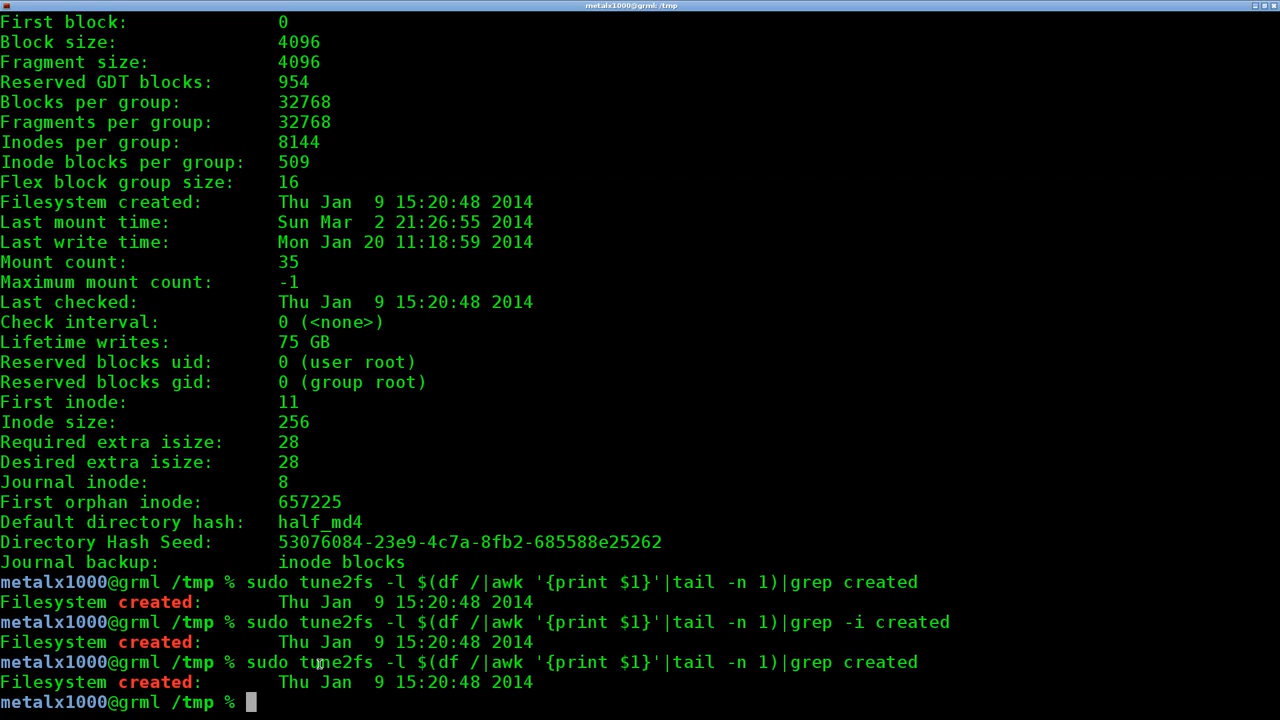 metalx1000@grml: /tmp
First block:              0
Block size:               4096
Fragment size:            4096
Reserved GDT blocks:      954
Blocks per group:         32768
Fragments per group:      32768
Inodes per group:         8144
Inode blocks per group:   509
Flex block group size:    16
Filesystem created:       Thu Jan  9 15:20:48 2014
Last mount time:          Sun Mar  2 21:26:55 2014
Last write time:          Mon Jan 20 11:18:59 2014
Mount count:              35
Maximum mount count:      -1
Last checked:             Thu Jan  9 15:20:48 2014
Check interval:           0 (<none>)
Lifetime writes:          75 GB
Reserved blocks uid:      0 (user root)
Reserved blocks gid:      0 (group root)
First inode:              11
Inode size:               256
Required extra isize:     28
Desired extra isize:      28
Journal inode:            8
First orphan inode:       657225
Default directory hash:   half_md4
Directory Hash Seed:      53076084-23e9-4c7a-8fb2-685588e25262
Journal backup:           inode blocks
metalx1000@grml /tmp % sudo tune2fs -l $(df /|awk '{print $1}'|tail -n 1)|grep created
Filesystem created:       Thu Jan  9 15:20:48 2014
metalx1000@grml /tmp % sudo tune2fs -l $(df /|awk '{print $1}'|tail -n 1)|grep -i created
Filesystem created:       Thu Jan  9 15:20:48 2014
metalx1000@grml /tmp % sudo tune2fs -l $(df /|awk '{print $1}'|tail -n 1)|grep created
Filesystem created:       Thu Jan  9 15:20:48 2014
metalx1000@grml /tmp %